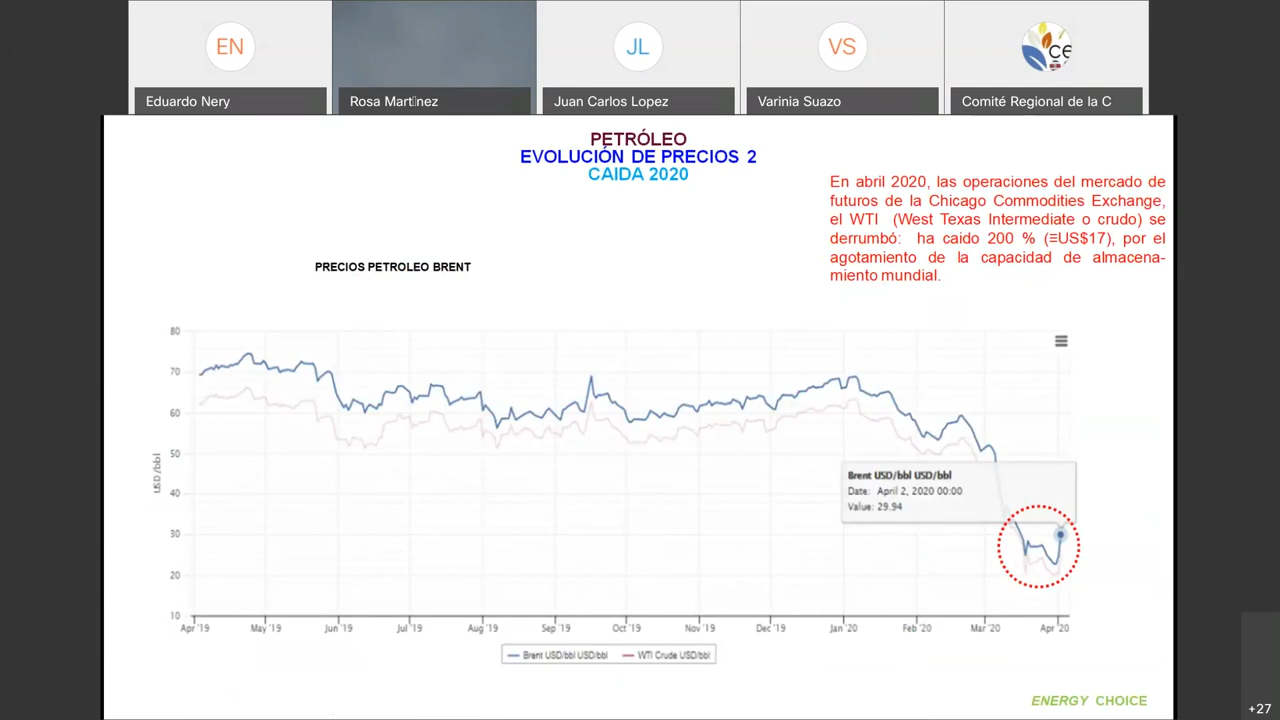 EN
JL
VS
CE
Eduardo Nery
Rosa Mart�nez
Juan Carlos Lopez
Varinia Suazo
Comité Regional de la C
PETRÓLEO
EVOLUCIÓN DE PRECIOS 2
CAIDA 2020
En abril 2020, las operaciones del mercado de
futuros de la Chicago Commodities Exchange,
el WTI (West Texas Intermediate o crudo) se
derrumbó: ha caido 200 % (≡US$17), por el
agotamiento de la capacidad de almacena-
miento mundial.
PRECIOS PETROLEO BRENT
80
70
60
50
40
30
20
10
USD/bbl
Brent USD/bbl USD/bbl
Date: April 2, 2020 00:00
Value: 29.94
Apr '19
May '19
Jun '19
Jul '19
Aug '19
Sep '19
Oct '19
Nov '19
Dec '19
Jan '20
Feb '20
Mar '20
Apr '20
Brent USD/bbl USD/bbl
WTI Crude USD/bbl
ENERGY CHOICE
+27